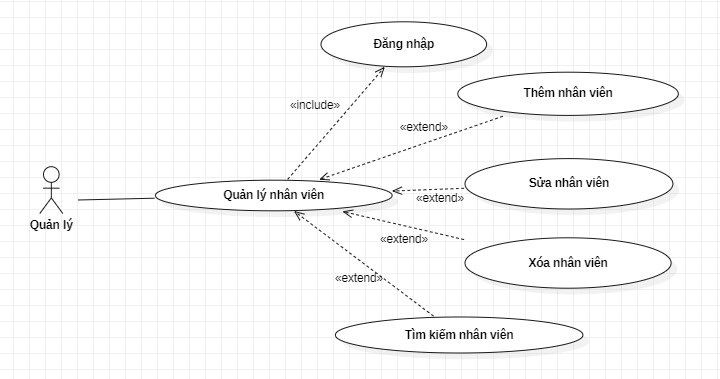 Đăng nhập
«include»
Thêm nhân viên
«extend»
Sửa nhân viên
Quản lý nhân viên
«extend»
Quản lý
«extend»
Xóa nhân viên
«extend»
Tìm kiếm nhân viên